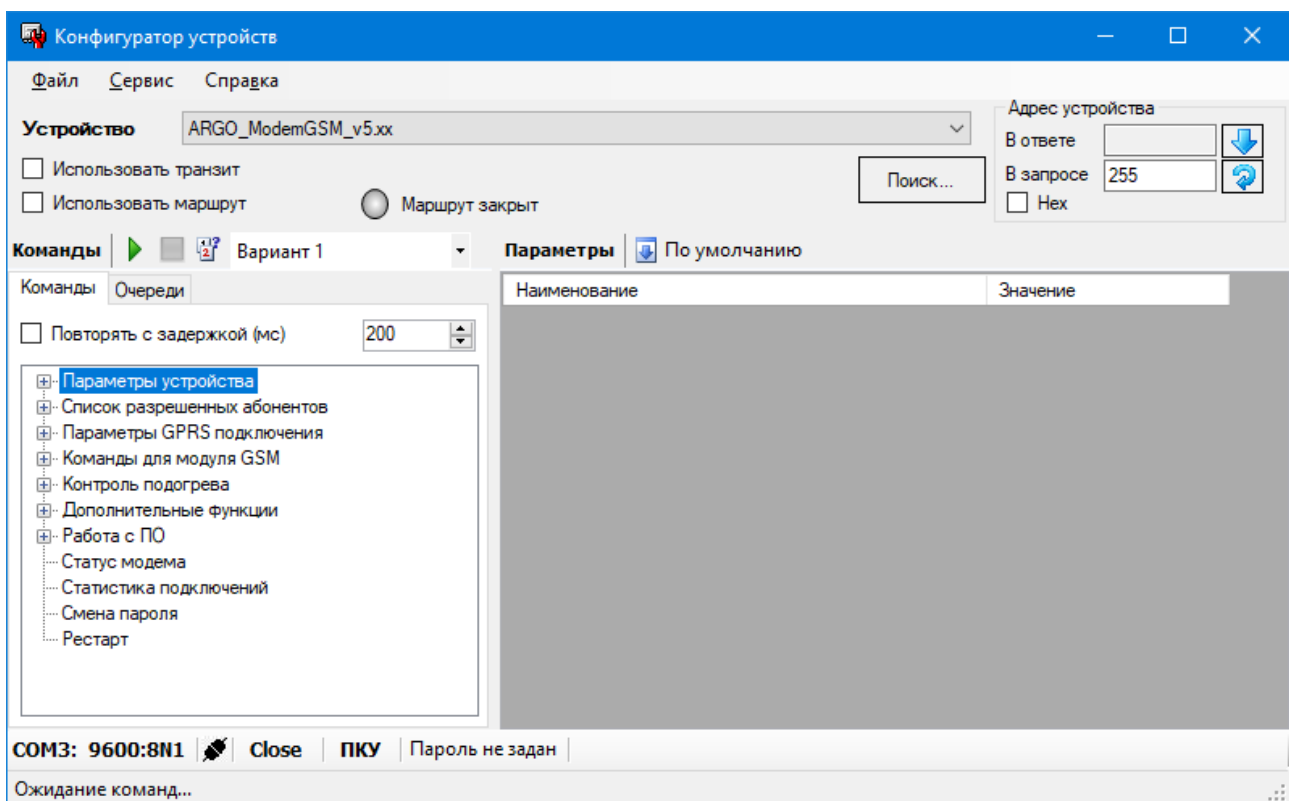 Конфигуратор устройств
Файл Сервис Справка
Устройство ARGO_ModemGSM_v5.xx
Адрес устройства
В ответе
Использовать транзит
Поиск...
В запросе 255
Использовать маршрут Маршрут закрыт
Hex
Команды Вариант 1
Параметры По умолчанию
Команды Очереди
Наименование Значение
Повторять с задержкой (мс) 200
Параметры устройства
Список разрешенных абонентов
Параметры GPRS подключения
Команды для модуля GSM
Контроль подогрева
Дополнительные функции
Работа с ПО
Статус модема
Статистика подключений
Смена пароля
Рестарт
COM3: 9600:8N1 Close ПКУ Пароль не задан
Ожидание команд...